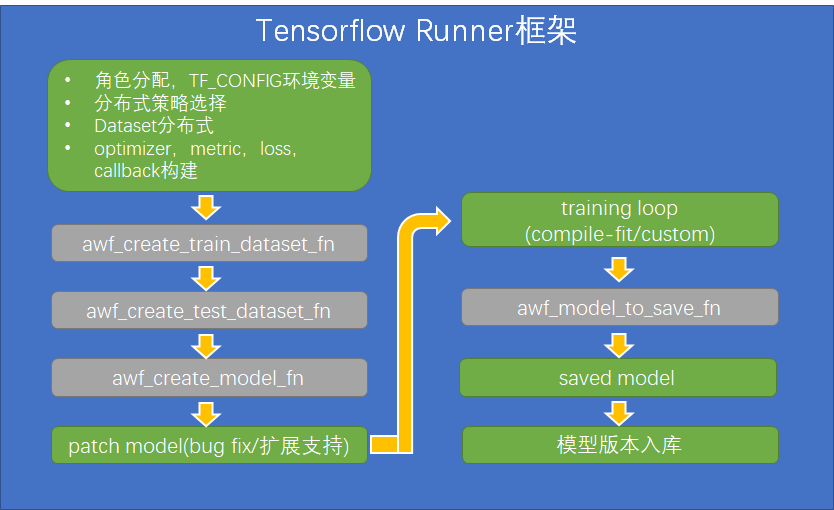 Tensorflow Runner框架
• 角色分配，TF_CONFIG环境变量
• 分布式策略选择
• Dataset分布式
• optimizer，metric，loss，
callback构建
awf_create_train_dataset_fn
awf_create_test_dataset_fn
awf_create_model_fn
patch model(bug fix/扩展支持)
training loop
(compile-fit/custom)
awf_model_to_save_fn
saved model
模型版本入库